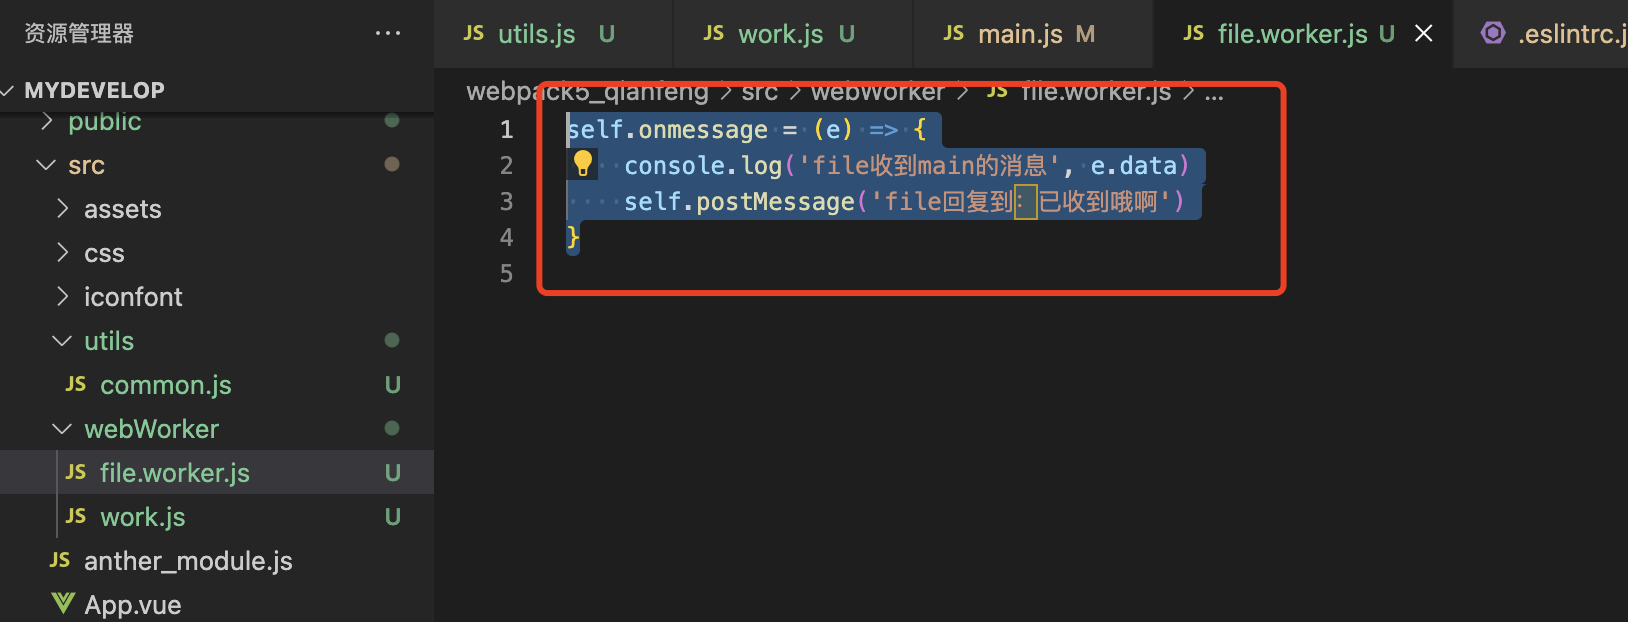 资源管理器 ...
MYDEVELOP
public
src
assets
css
iconfont
utils
JS common.js U
webWorker
JS file.worker.js U
JS work.js U
JS anther_module.js
App.vue
JS utils.js U JS work.js U JS main.js M JS file.worker.js U .eslintrc.j
webpack5_qianfeng > src > webWorker > JS file.worker.js > ...
1 self.onmessage = (e) => {
2 console.log('file收到main的消息', e.data)
3 self.postMessage('file回复到：已收到哦啊')
4 }
5